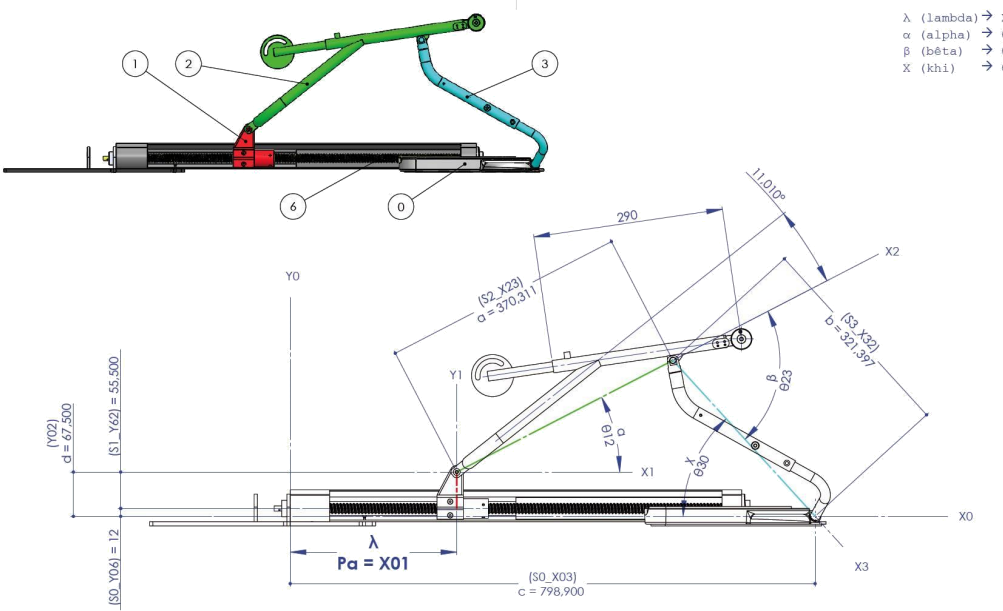 λ (lambda) →
α (alpha) →
β (bêta) →
X (khi) →
1
2
3
6
0
11,010°
290
X2
Y0
(S2_X23)
a = 370,311
(S3_X32)
b = 321,397
Y1
β
θ23
α
θ12
X
θ30
X1
(Y02)
d = 67,500
(S1_Y62) = 55,500
(S0_Y06) = 12
X0
λ
Pa = X01
(S0_X03)
c = 798,900
X3